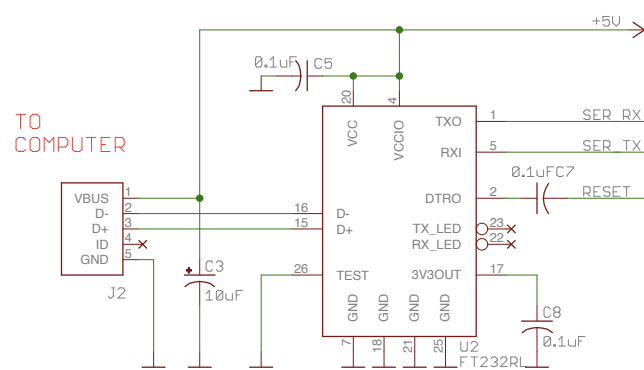 +5V
0.1uF C5
20
4
VCC
VCCIO
TXO 1 SER_RX
RXI 5 SER_TX
TO
COMPUTER
0.1uF C7
DTRO 2 RESET
VBUS 1
D- 2
D+ 3
ID 4
GND 5
J2
16 D-
15 D+
TX_LED 23
RX_LED 22
C3
10uF
26 TEST
3V3OUT 17
GND GND GND GND
7 18 21 25
C8
0.1uF
U2
FT232RL